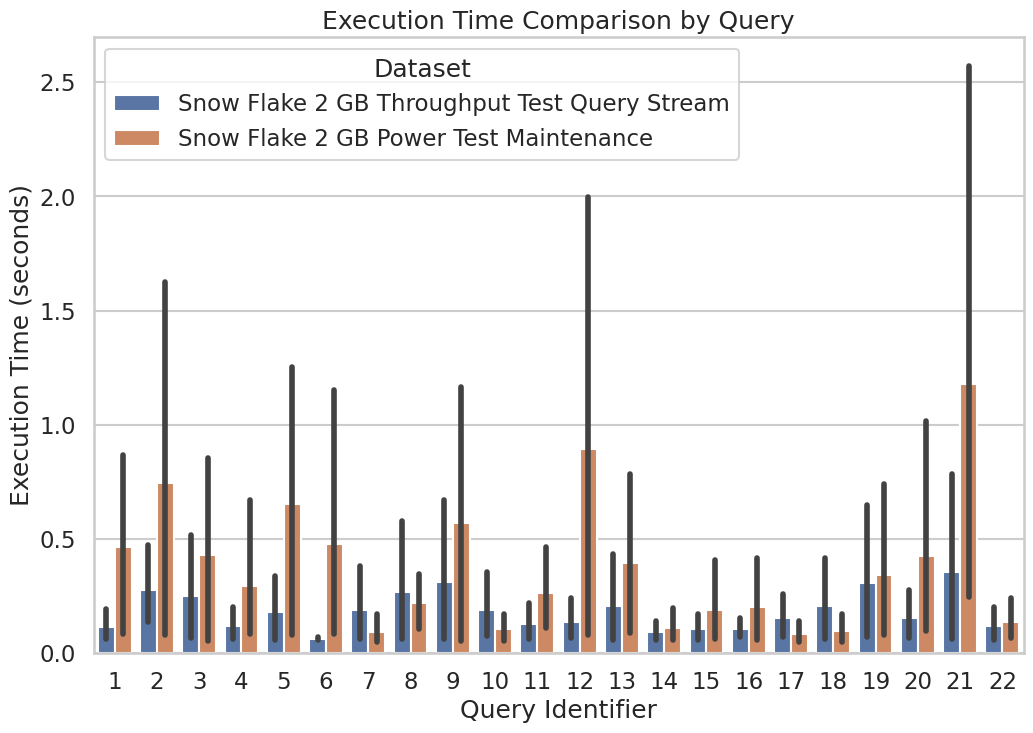 Execution Time Comparison by Query
Dataset
Snow Flake 2 GB Throughput Test Query Stream
Snow Flake 2 GB Power Test Maintenance
Execution Time (seconds)
2.5
2.0
1.5
1.0
0.5
0.0
1 2 3 4 5 6 7 8 9 10 11 12 13 14 15 16 17 18 19 20 21 22
Query Identifier